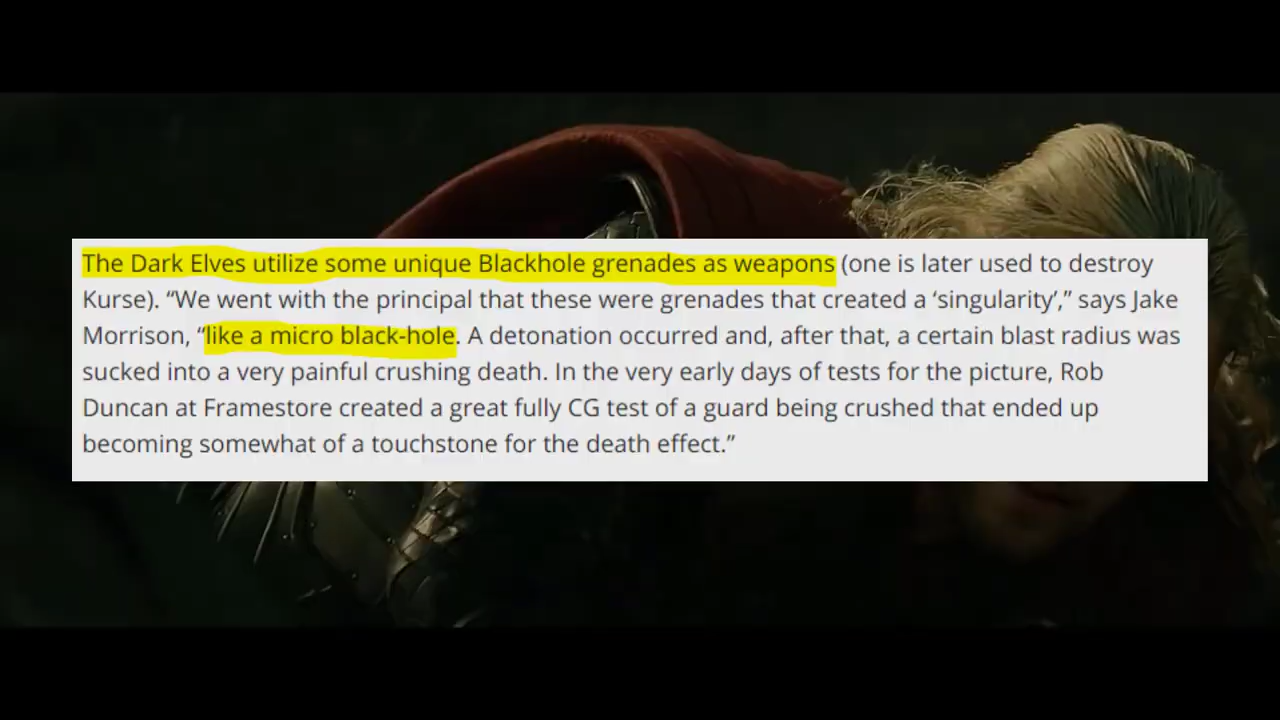 The Dark Elves utilize some unique Blackhole grenades as weapons (one is later used to destroy
Kurse). “We went with the principal that these were grenades that created a ‘singularity’,” says Jake
Morrison, “like a micro black-hole. A detonation occurred and, after that, a certain blast radius was
sucked into a very painful crushing death. In the very early days of tests for the picture, Rob
Duncan at Framestore created a great fully CG test of a guard being crushed that ended up
becoming somewhat of a touchstone for the death effect.”